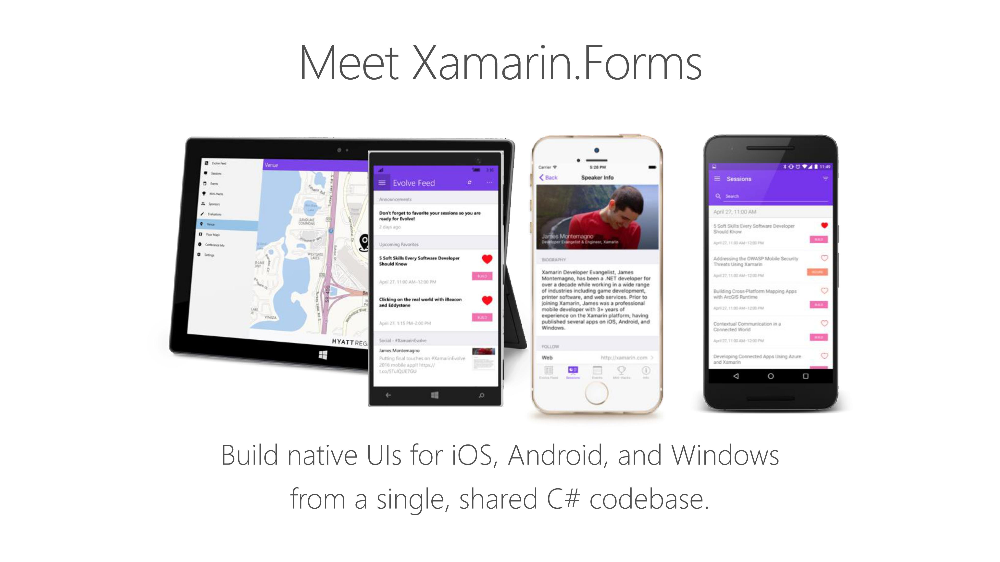 Meet Xamarin.Forms
Evolve Feed
Sessions
Events
Mini-Hacks
Sponsors
Evaluations
Venue
Floor Maps
Conference Info
Settings
Venue
Turkey Lake Rd S
SANDLAKE
COMMONS
International Dr
WESTGATE
LAKES
SR-400
Turkey Lake Rd S
Westwood Blvd
VENEZIA
HYATT REG
3:16
Evolve Feed
Announcements
Don't forget to favorite your sessions so you are
ready for Evolve!
2 days ago
Upcoming Favorites
5 Soft Skills Every Software Developer
Should Know
BUILD
April 27, 11:00 AM–12:00 PM
Clicking on the real world with iBeacon
and Eddystone
BUILD
April 27, 1:15 PM–2:00 PM
Social - #XamarinEvolve
James Montemagno
Putting final touches on #XamarinEvolve
2016 mobile app!! https://
t.co/5TulQUE7GU
Carrier 5:28 PM
Back Speaker Info
James Montemagno
Developer Evangelist & Engineer, Xamarin
BIOGRAPHY
Xamarin Developer Evangelist, James
Montemagno, has been a .NET developer for
over a decade while working in a wide range
of industries including game development,
printer software, and web services. Prior to
joining Xamarin, James was a professional
mobile developer with 3+ years of
experience on the Xamarin platform, having
published several apps on iOS, Android, and
Windows.
FOLLOW
Web http://xamarin.com
Evolve Feed Sessions Events Mini-Hacks Info
11:49
Sessions
Search
April 27, 11:00 AM
5 Soft Skills Every Software Developer
Should Know
BUILD
April 27, 11:00 AM–12:00 PM
Addressing the OWASP Mobile Security
Threats Using Xamarin
SECURE
April 27, 11:00 AM–12:00 PM
Building Cross-Platform Mapping Apps
with ArcGIS Runtime
BUILD
April 27, 11:00 AM–12:00 PM
Contextual Communication in a
Connected World
BUILD
April 27, 11:00 AM–12:00 PM
Developing Connected Apps Using Azure
and Xamarin
Build native UIs for iOS, Android, and Windows
from a single, shared C# codebase.